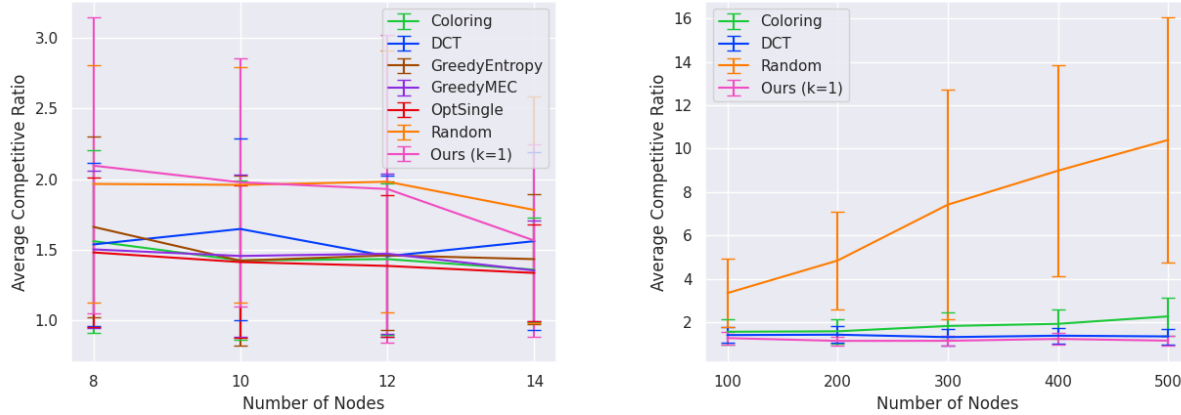 Average Competitive Ratio
3.0
2.5
2.0
1.5
1.0
8
10
12
14
Number of Nodes
Coloring
DCT
GreedyEntropy
GreedyMEC
OptSingle
Random
Ours (k=1)
Average Competitive Ratio
16
14
12
10
8
6
4
2
100
200
300
400
500
Number of Nodes
Coloring
DCT
Random
Ours (k=1)